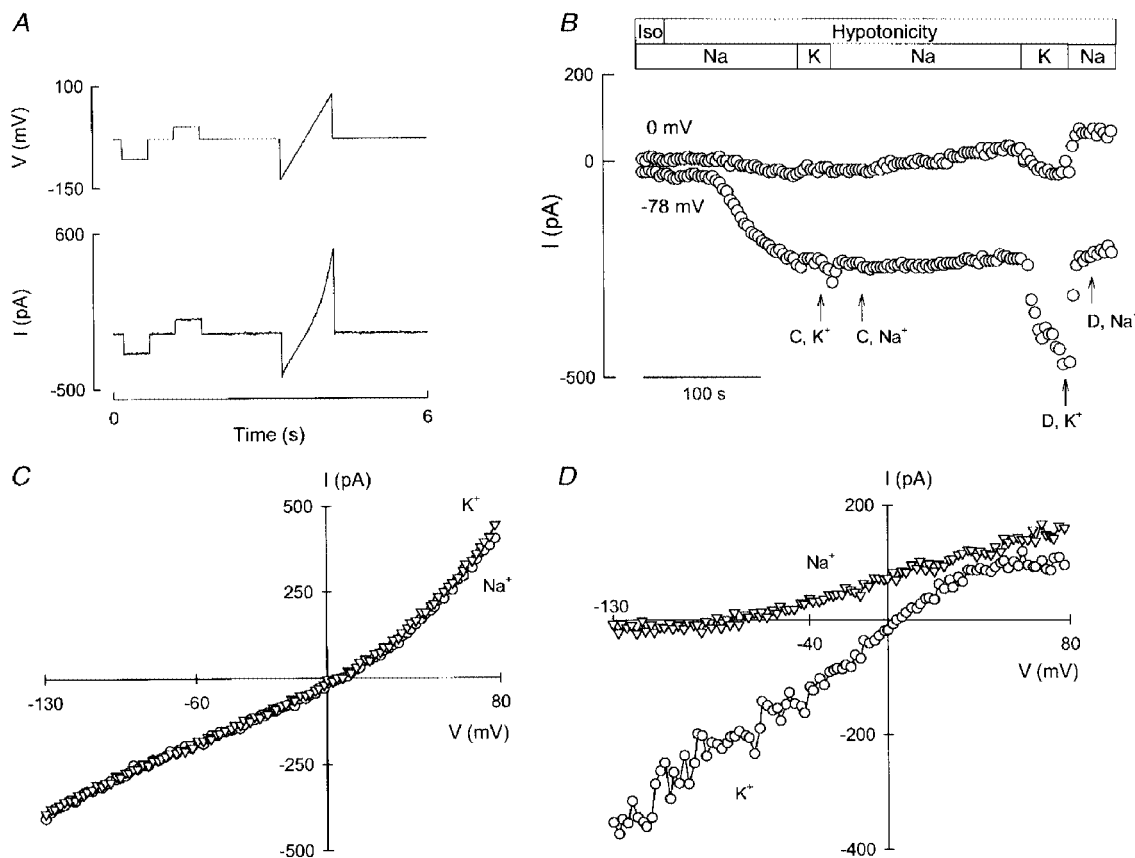 A
100
V (mV)
-150
600
I (pA)
-500
0
6
Time (s)
B
Iso
Hypotonicity
Na
K
Na
K
Na
200
0 mV
0
-78 mV
I (pA)
C, K⁺
C, Na⁺
D, Na⁺
-500
100 s
D, K⁺
C
I (pA)
500
K⁺
Na⁺
250
-130
-60
80
V (mV)
-250
-500
D
I (pA)
200
Na⁺
-130
-40
80
V (mV)
-200
K⁺
-400